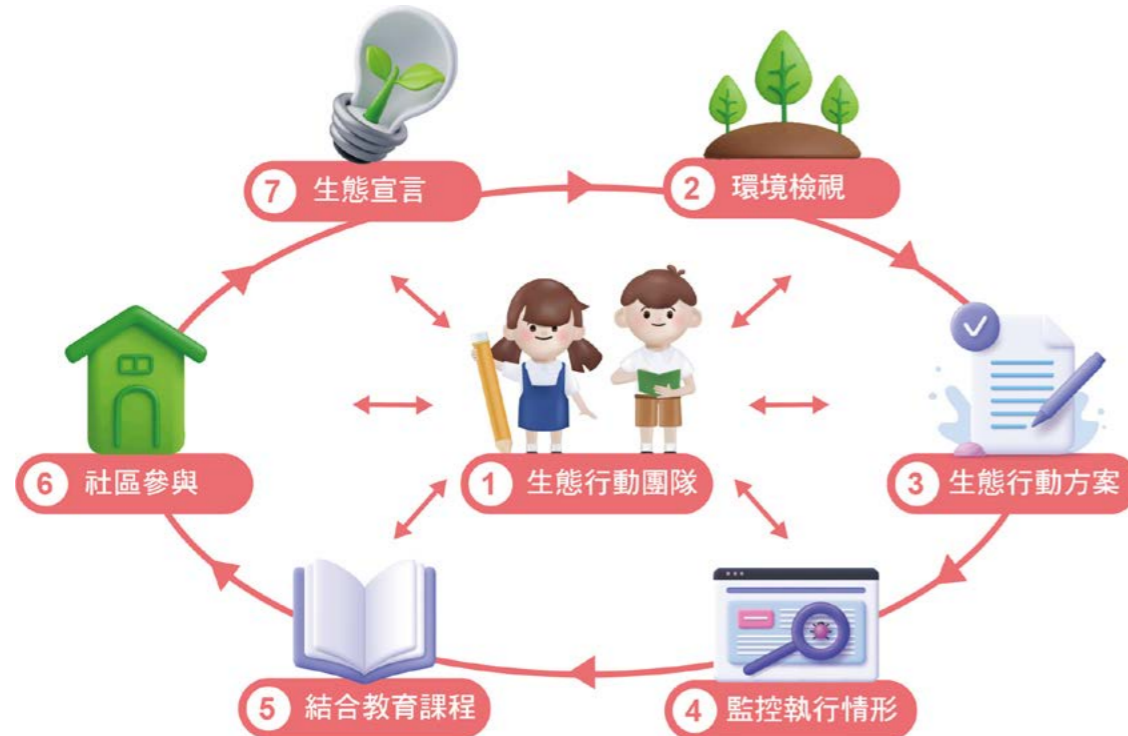 7 生態宣言
2 環境檢視
6 社區參與
1 生態行動團隊
3 生態行動方案
5 結合教育課程
4 監控執行情形